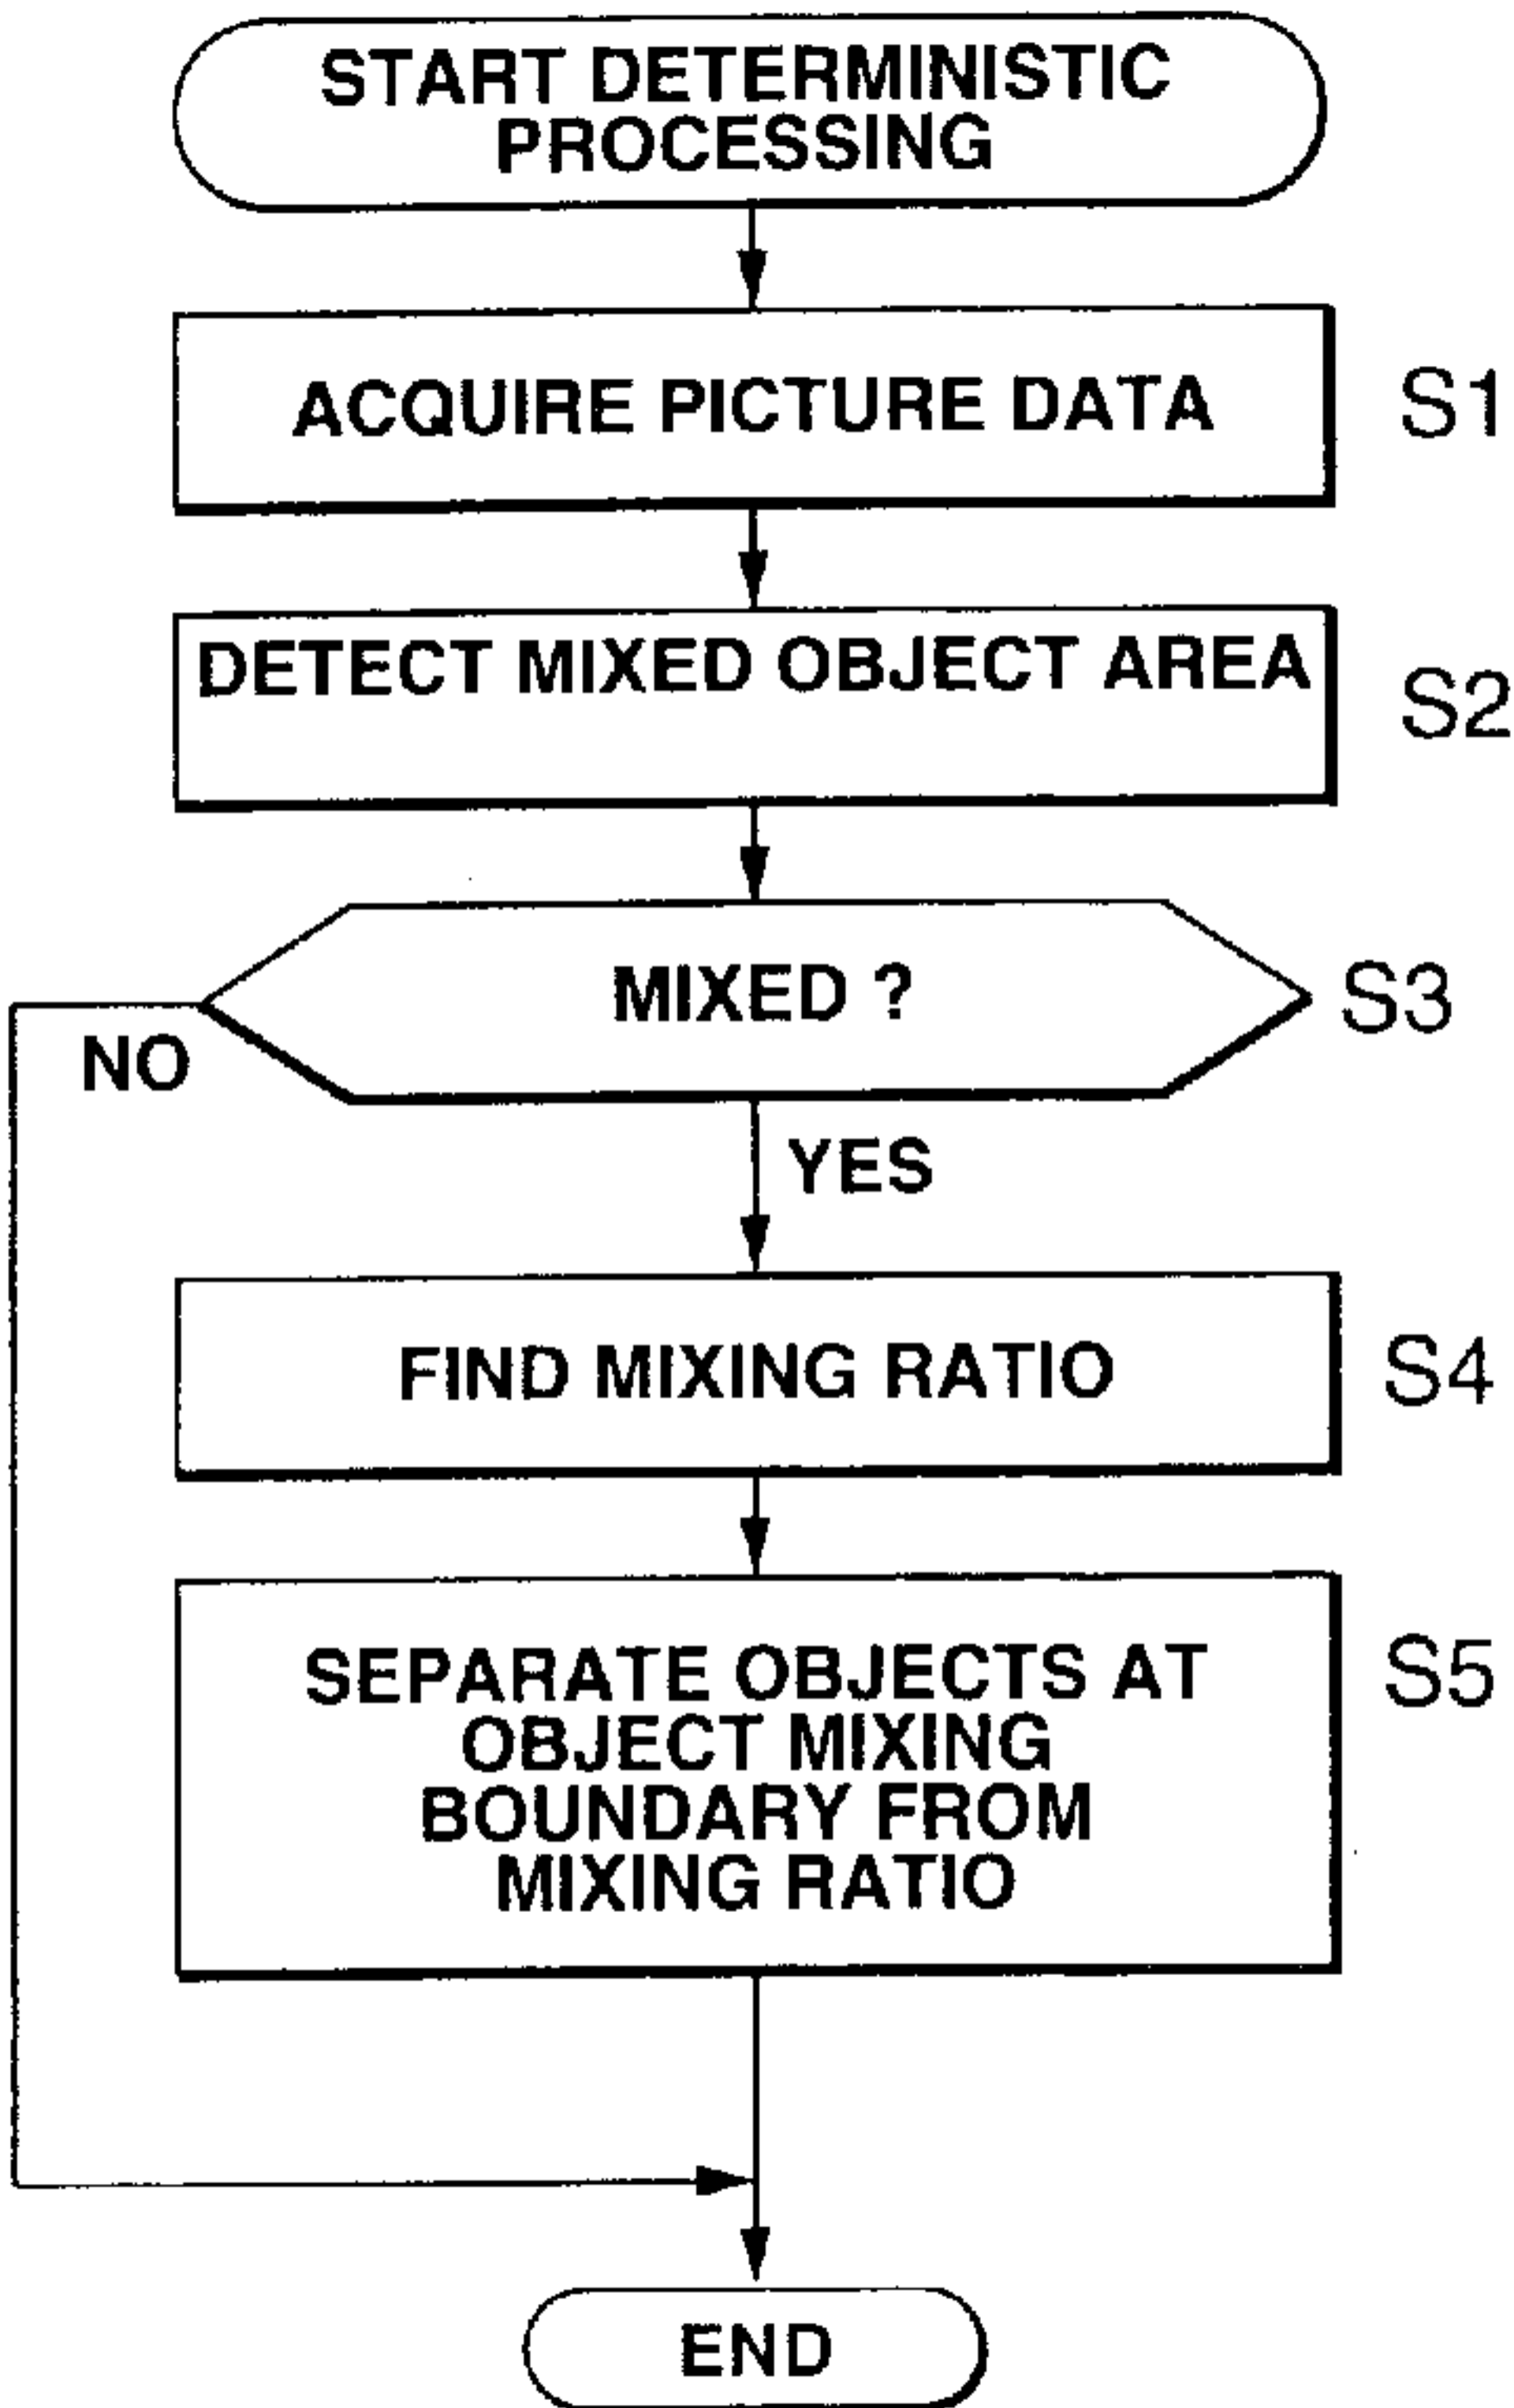 START DETERMINISTIC
PROCESSING
ACQUIRE PICTURE DATA
S1
DETECT MIXED OBJECT AREA
S2
MIXED ?
S3
NO
YES
FIND MIXING RATIO
S4
SEPARATE OBJECTS AT
OBJECT MIXING
BOUNDARY FROM
MIXING RATIO
S5
END